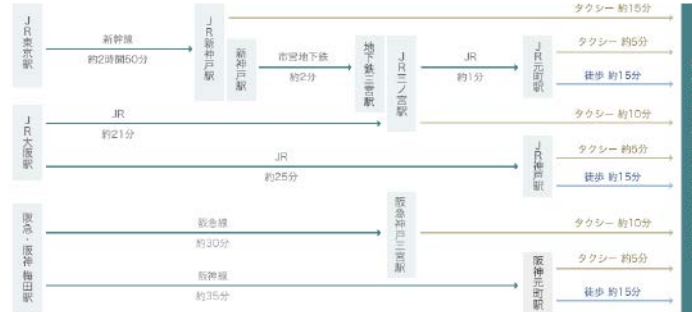 JR東京駅
新幹線
約2時間50分
JR新神戸駅
新神戸駅
市営地下鉄
約2分
地下鉄三宮駅
JR三ノ宮駅
JR
約1分
JR元町駅
タクシー 約15分
タクシー 約5分
徒歩 約15分
JR大阪駅
JR
約21分
タクシー 約10分
JR
約25分
JR神戸駅
タクシー 約5分
徒歩 約15分
阪急・阪神 梅田駅
阪急線
約30分
阪急神戸三宮駅
タクシー 約10分
阪神線
約35分
阪神元町駅
タクシー 約5分
徒歩 約15分